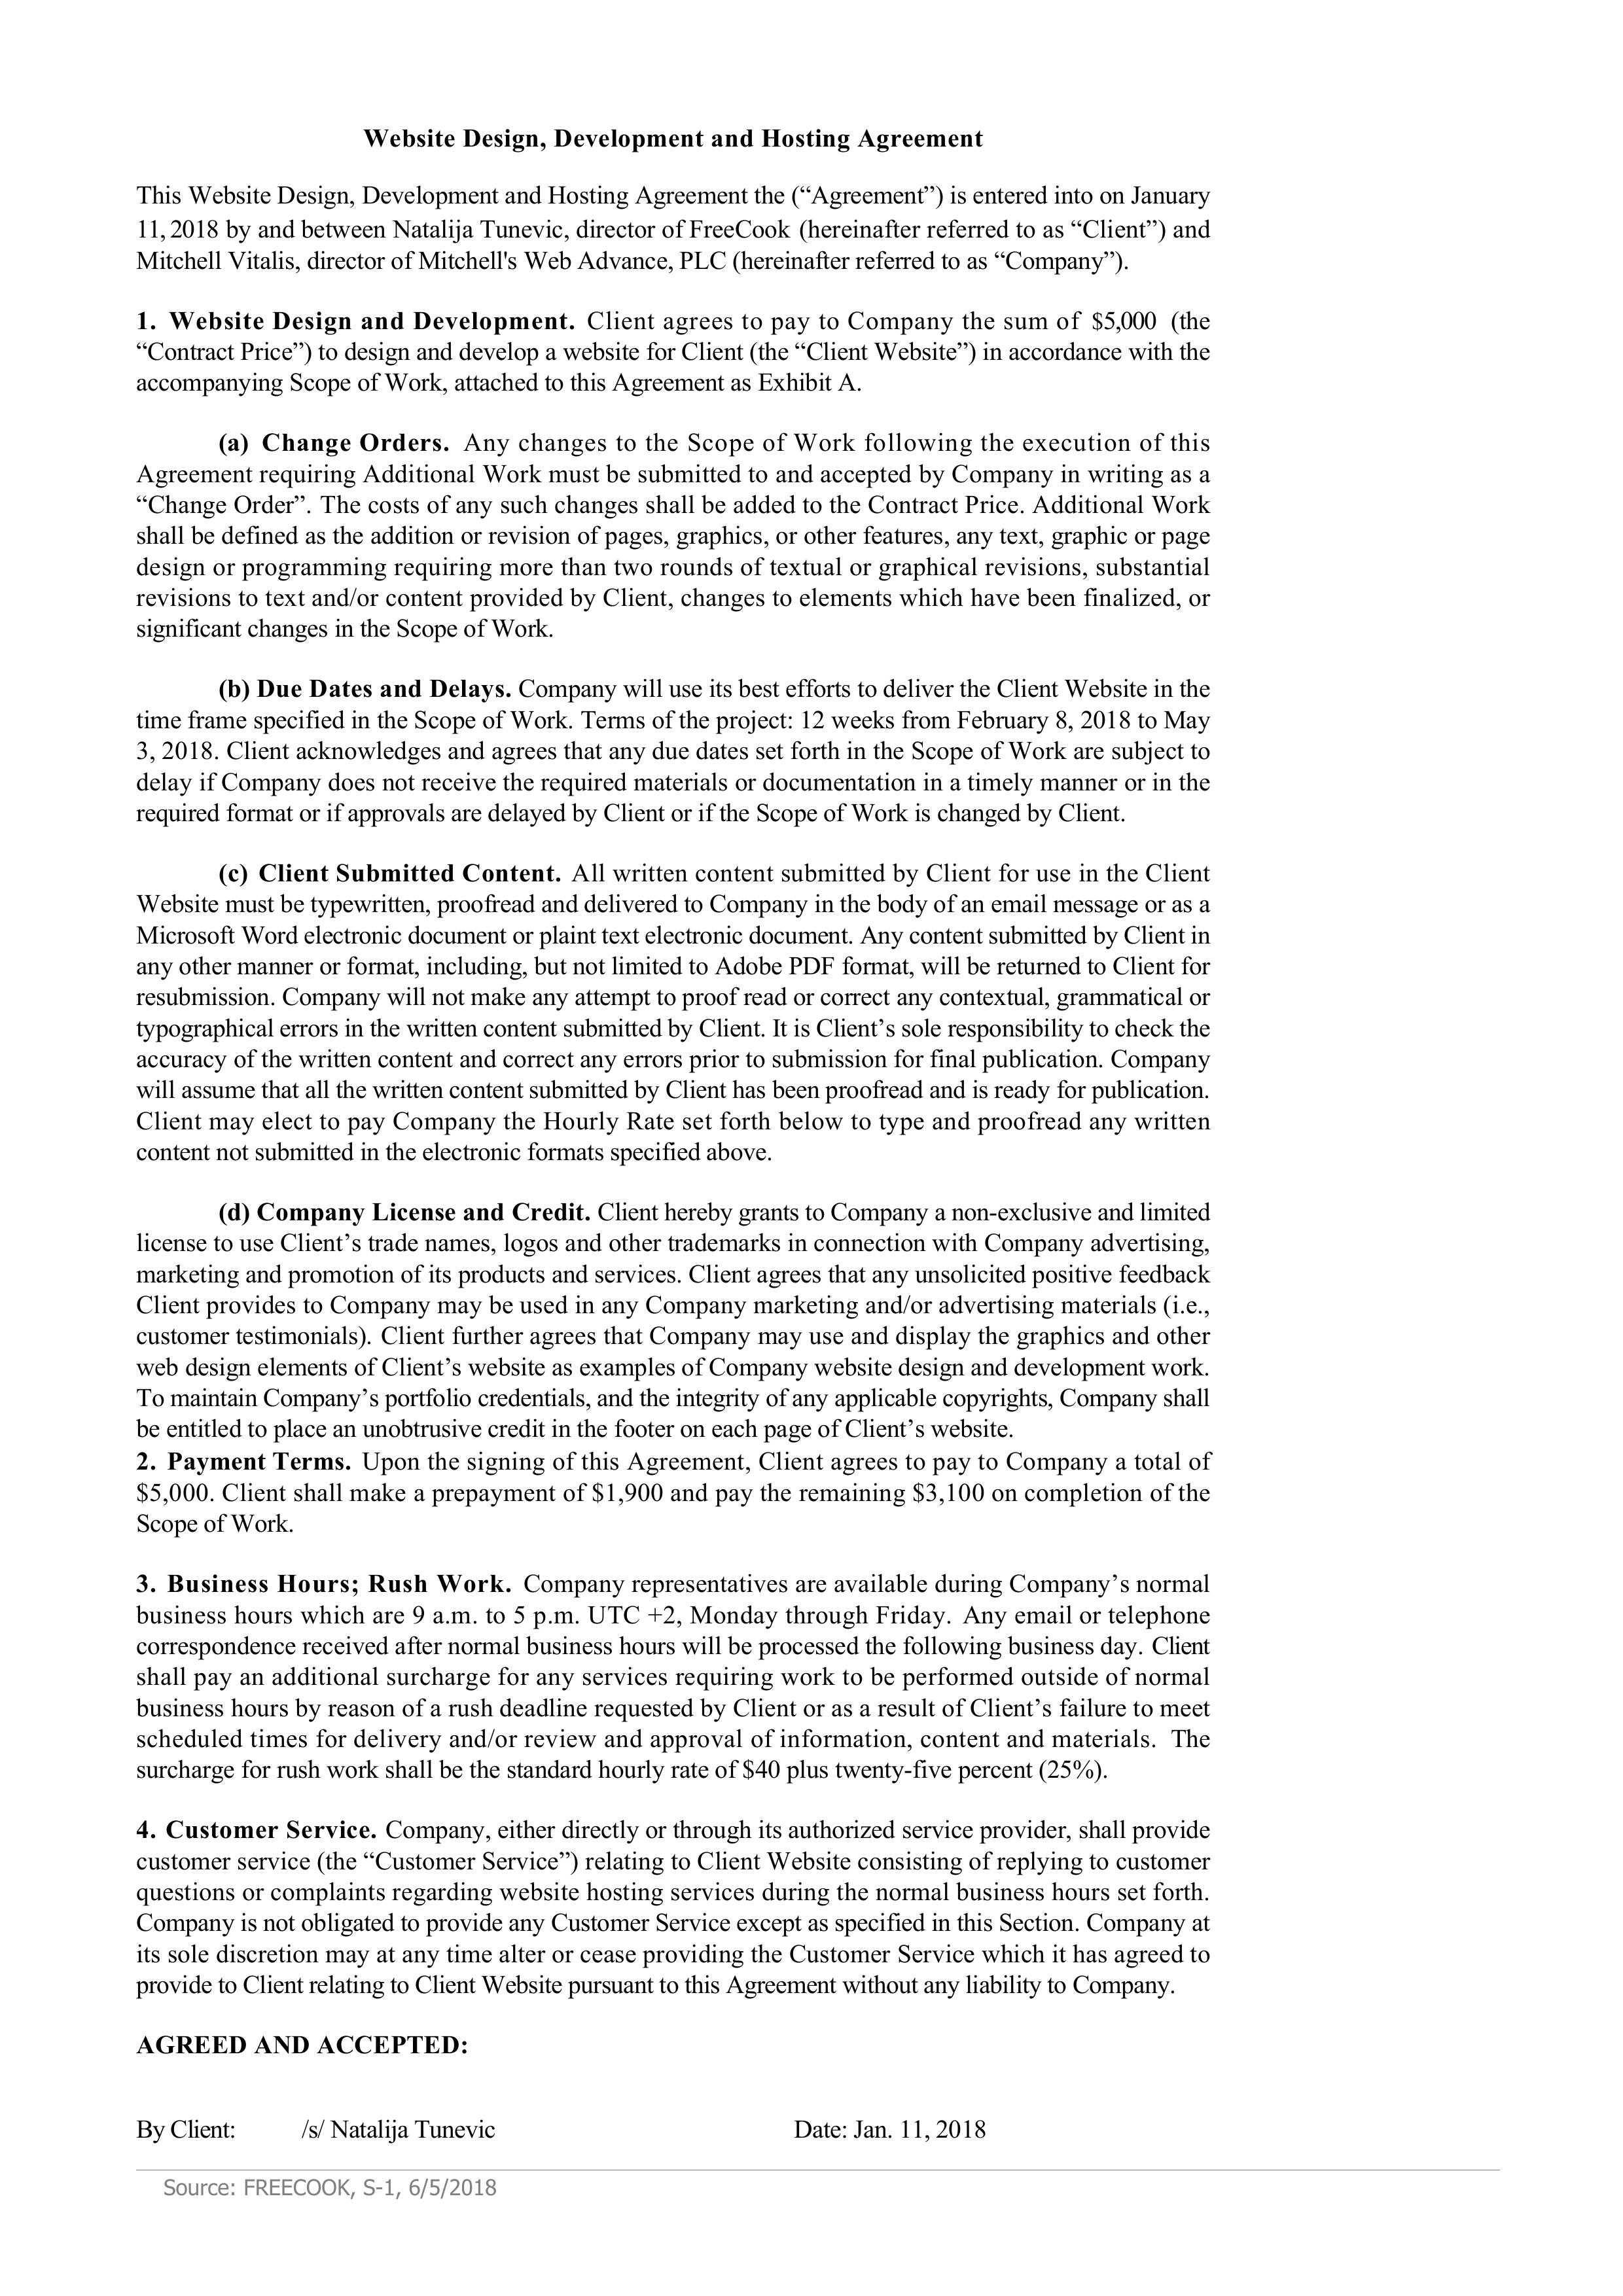 Website Design, Development and Hosting Agreement
This Website Design, Development and Hosting Agreement the (“Agreement”) is entered into on January
11, 2018 by and between Natalija Tunevic, director of FreeCook (hereinafter referred to as “Client”) and
Mitchell Vitalis, director of Mitchell's Web Advance, PLC (hereinafter referred to as “Company”).
1. Website Design and Development. Client agrees to pay to Company the sum of $5,000 (the
“Contract Price”) to design and develop a website for Client (the “Client Website”) in accordance with the
accompanying Scope of Work, attached to this Agreement as Exhibit A.
(a) Change Orders. Any changes to the Scope of Work following the execution of this
Agreement requiring Additional Work must be submitted to and accepted by Company in writing as a
“Change Order”. The costs of any such changes shall be added to the Contract Price. Additional Work
shall be defined as the addition or revision of pages, graphics, or other features, any text, graphic or page
design or programming requiring more than two rounds of textual or graphical revisions, substantial
revisions to text and/or content provided by Client, changes to elements which have been finalized, or
significant changes in the Scope of Work.
(b) Due Dates and Delays. Company will use its best efforts to deliver the Client Website in the
time frame specified in the Scope of Work. Terms of the project: 12 weeks from February 8, 2018 to May
3, 2018. Client acknowledges and agrees that any due dates set forth in the Scope of Work are subject to
delay if Company does not receive the required materials or documentation in a timely manner or in the
required format or if approvals are delayed by Client or if the Scope of Work is changed by Client.
(c) Client Submitted Content. All written content submitted by Client for use in the Client
Website must be typewritten, proofread and delivered to Company in the body of an email message or as a
Microsoft Word electronic document or plaint text electronic document. Any content submitted by Client in
any other manner or format, including, but not limited to Adobe PDF format, will be returned to Client for
resubmission. Company will not make any attempt to proof read or correct any contextual, grammatical or
typographical errors in the written content submitted by Client. It is Client’s sole responsibility to check the
accuracy of the written content and correct any errors prior to submission for final publication. Company
will assume that all the written content submitted by Client has been proofread and is ready for publication.
Client may elect to pay Company the Hourly Rate set forth below to type and proofread any written
content not submitted in the electronic formats specified above.
(d) Company License and Credit. Client hereby grants to Company a non-exclusive and limited
license to use Client’s trade names, logos and other trademarks in connection with Company advertising,
marketing and promotion of its products and services. Client agrees that any unsolicited positive feedback
Client provides to Company may be used in any Company marketing and/or advertising materials (i.e.,
customer testimonials). Client further agrees that Company may use and display the graphics and other
web design elements of Client’s website as examples of Company website design and development work.
To maintain Company’s portfolio credentials, and the integrity of any applicable copyrights, Company shall
be entitled to place an unobtrusive credit in the footer on each page of Client’s website.
2. Payment Terms. Upon the signing of this Agreement, Client agrees to pay to Company a total of
$5,000. Client shall make a prepayment of $1,900 and pay the remaining $3,100 on completion of the
Scope of Work.
3. Business Hours; Rush Work. Company representatives are available during Company’s normal
business hours which are 9 a.m. to 5 p.m. UTC +2, Monday through Friday. Any email or telephone
correspondence received after normal business hours will be processed the following business day. Client
shall pay an additional surcharge for any services requiring work to be performed outside of normal
business hours by reason of a rush deadline requested by Client or as a result of Client’s failure to meet
scheduled times for delivery and/or review and approval of information, content and materials. The
surcharge for rush work shall be the standard hourly rate of $40 plus twenty-five percent (25%).
4. Customer Service. Company, either directly or through its authorized service provider, shall provide
customer service (the “Customer Service”) relating to Client Website consisting of replying to customer
questions or complaints regarding website hosting services during the normal business hours set forth.
Company is not obligated to provide any Customer Service except as specified in this Section. Company at
its sole discretion may at any time alter or cease providing the Customer Service which it has agreed to
provide to Client relating to Client Website pursuant to this Agreement without any liability to Company.
AGREED AND ACCEPTED:
By Client: /s/ Natalija Tunevic Date: Jan. 11, 2018
Source: FREECOOK, S-1, 6/5/2018